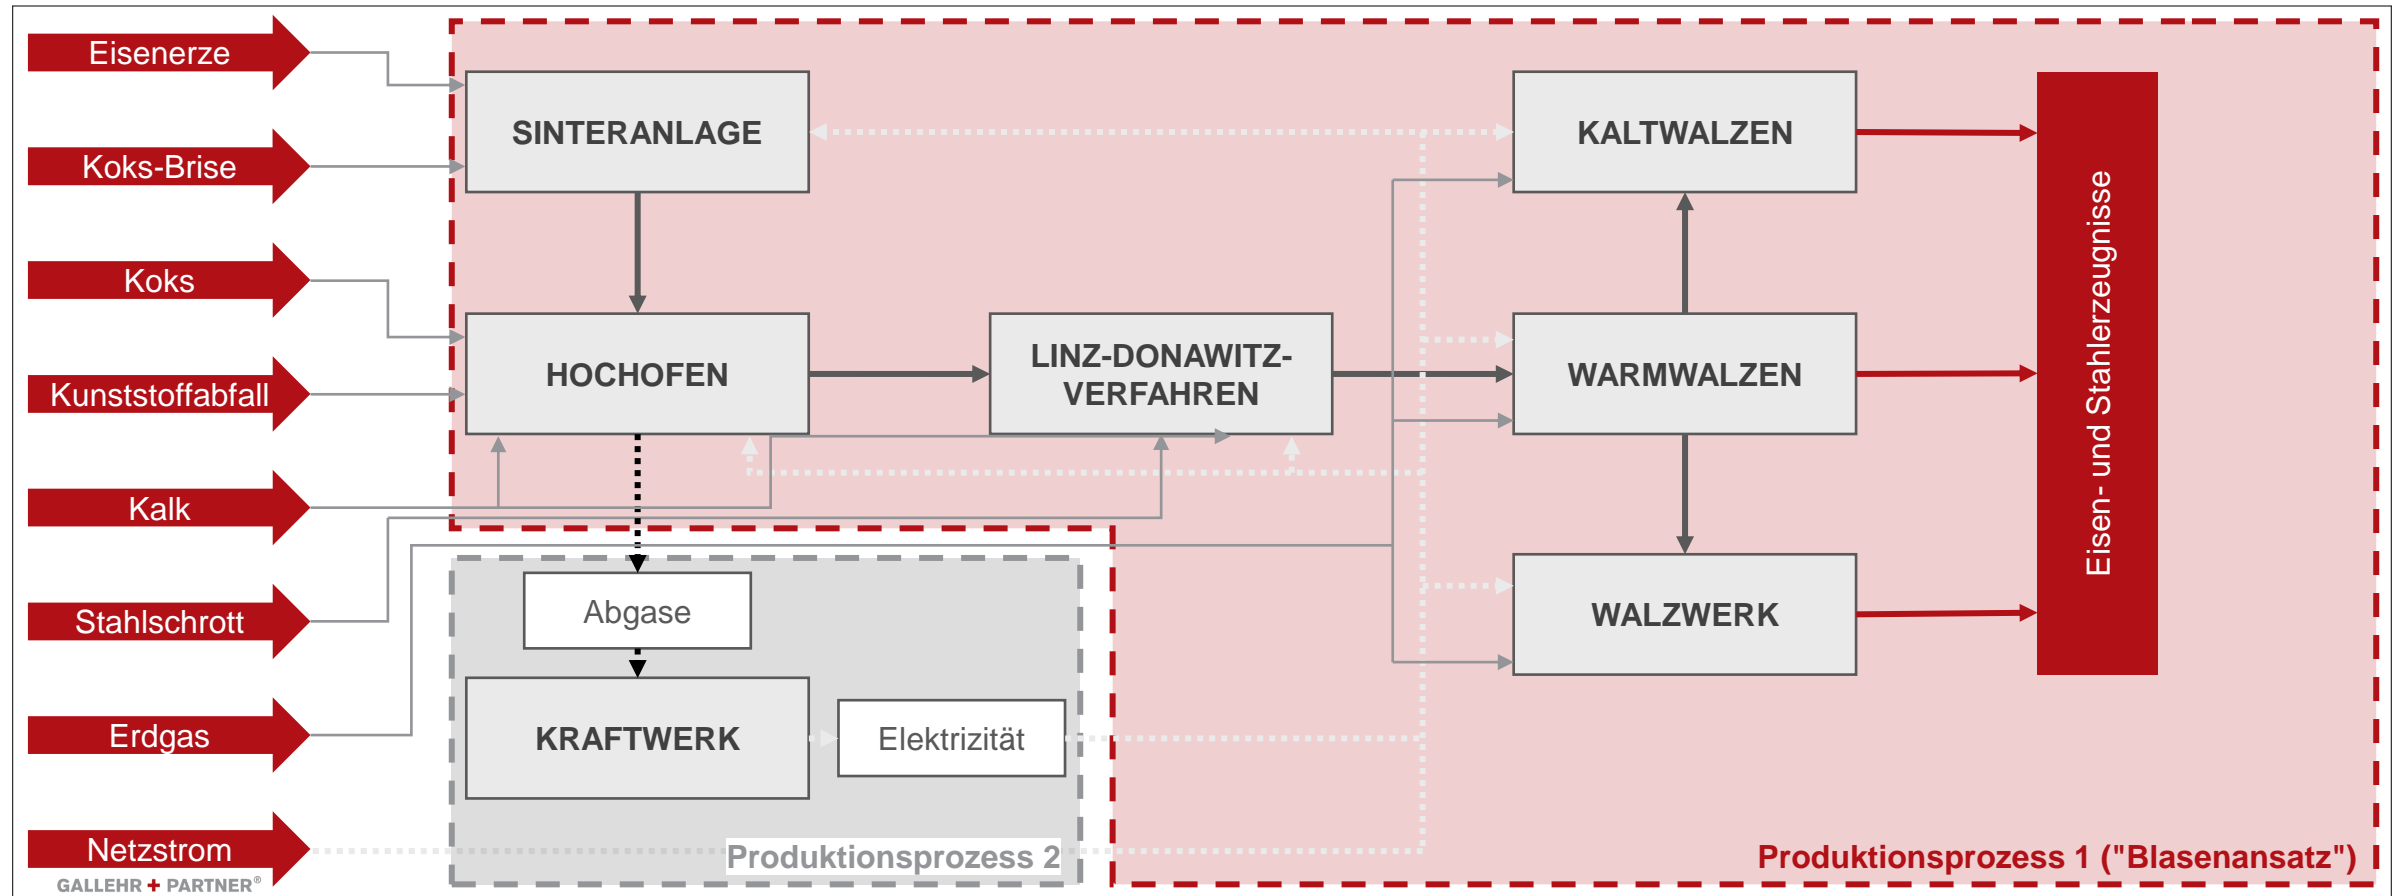 Eisenerze
Koks-Brise
Koks
Kunststoffabfall
Kalk
Stahlschrott
Erdgas
Netzstrom
GALLEHR + PARTNER®
SINTERANLAGE
HOCHOFEN
LINZ-DONAWITZ-
VERFAHREN
KALTWALZEN
WARMWALZEN
WALZWERK
Eisen- und Stahlerzeugnisse
Abgase
KRAFTWERK
Elektrizität
Produktionsprozess 2
Produktionsprozess 1 ("Blasenansatz")